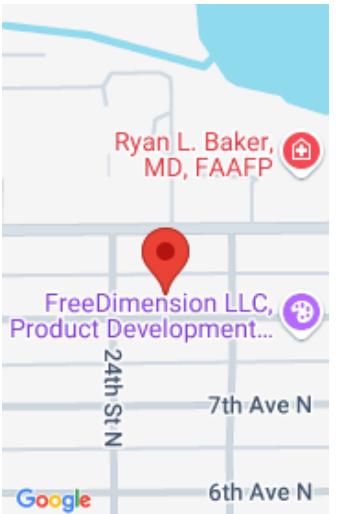 Ryan L. Baker,
MD, FAAFP
FreeDimension LLC,
Product Development...
24th St N
7th Ave N
6th Ave N
Google